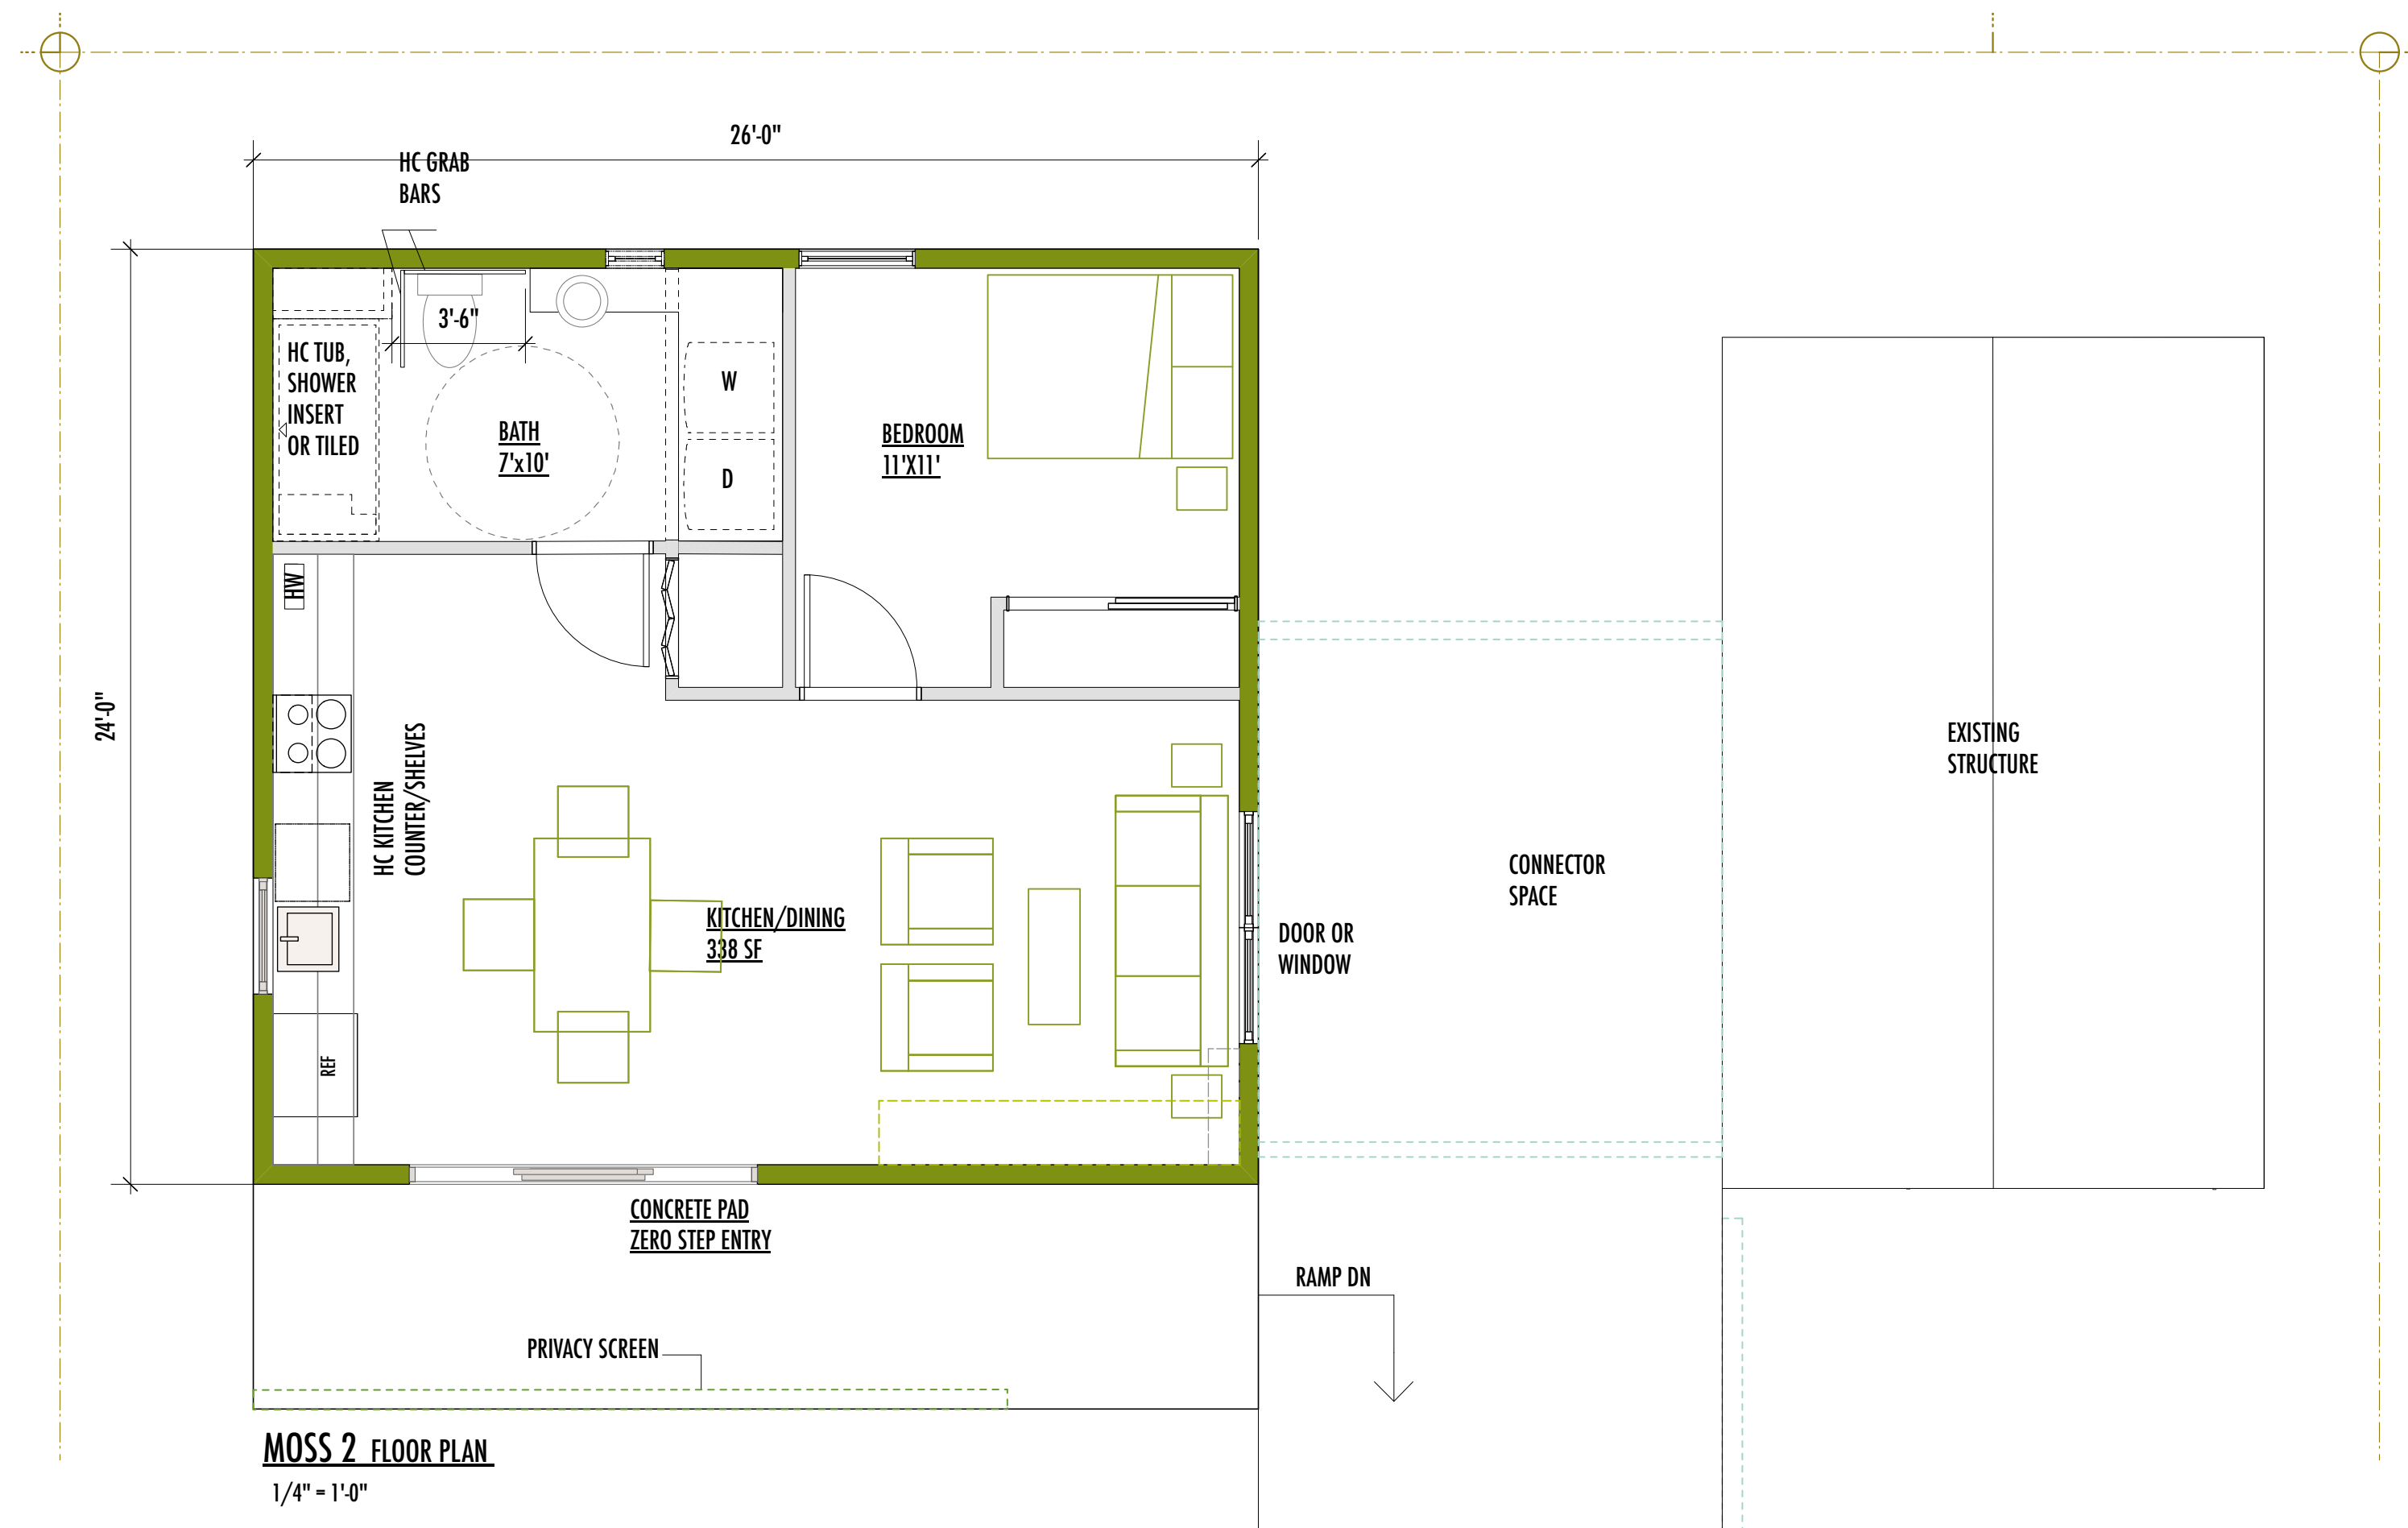 26'-0"
HC GRAB
BARS
3'-6"
HC TUB,
SHOWER
INSERT
OR TILED
W
BATH
7'x10'
D
BEDROOM
11'X11'
HW
24'-0"
HC KITCHEN
COUNTER/SHELVES
EXISTING
STRUCTURE
CONNECTOR
SPACE
KITCHEN/DINING
338 SF
DOOR OR
WINDOW
REF
CONCRETE PAD
ZERO STEP ENTRY
RAMP DN
PRIVACY SCREEN
MOSS 2 FLOOR PLAN
1/4" = 1'-0"